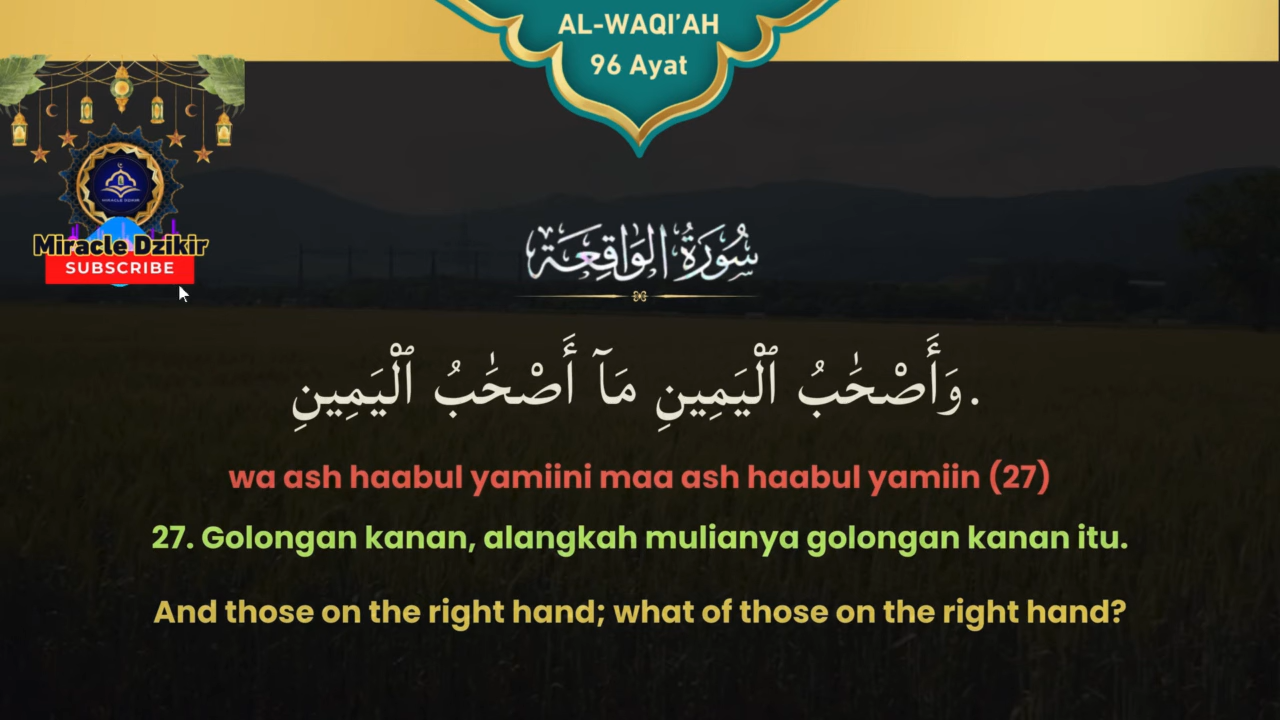 AL-WAQI’AH
96 Ayat
Miracle Dzikir
SUBSCRIBE
سُورَةُ الوَاقِعَة
وَأَصْحَٰبُ ٱلْيَمِينِ مَآ أَصْحَٰبُ ٱلْيَمِينِ.
wa ash haabul yamiini maa ash haabul yamiin (27)
27. Golongan kanan, alangkah mulianya golongan kanan itu.
And those on the right hand; what of those on the right hand?